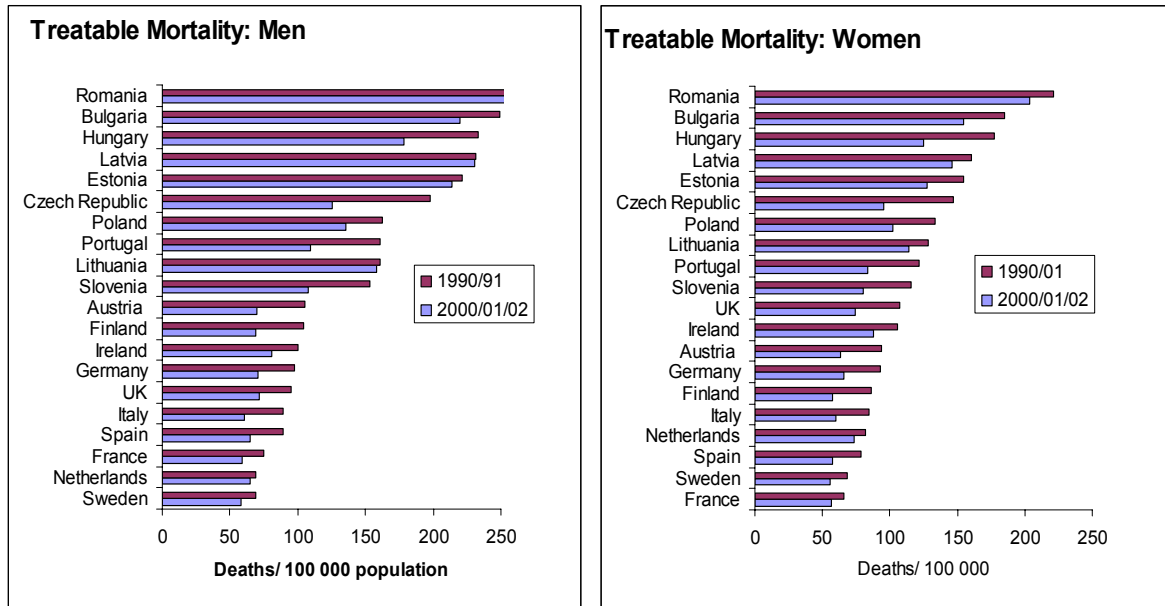 Treatable Mortality: Men
Romania
Bulgaria
Hungary
Latvia
Estonia
Czech Republic
Poland
Portugal
Lithuania
Slovenia
Austria
Finland
Ireland
Germany
UK
Italy
Spain
France
Netherlands
Sweden
1990/91
2000/01/02
0 50 100 150 200 250
Deaths/ 100 000 population
Treatable Mortality: Women
Romania
Bulgaria
Hungary
Latvia
Estonia
Czech Republic
Poland
Lithuania
Portugal
Slovenia
UK
Ireland
Austria
Germany
Finland
Italy
Netherlands
Spain
Sweden
France
1990/01
2000/01/02
0 50 100 150 200 250
Deaths/ 100 000